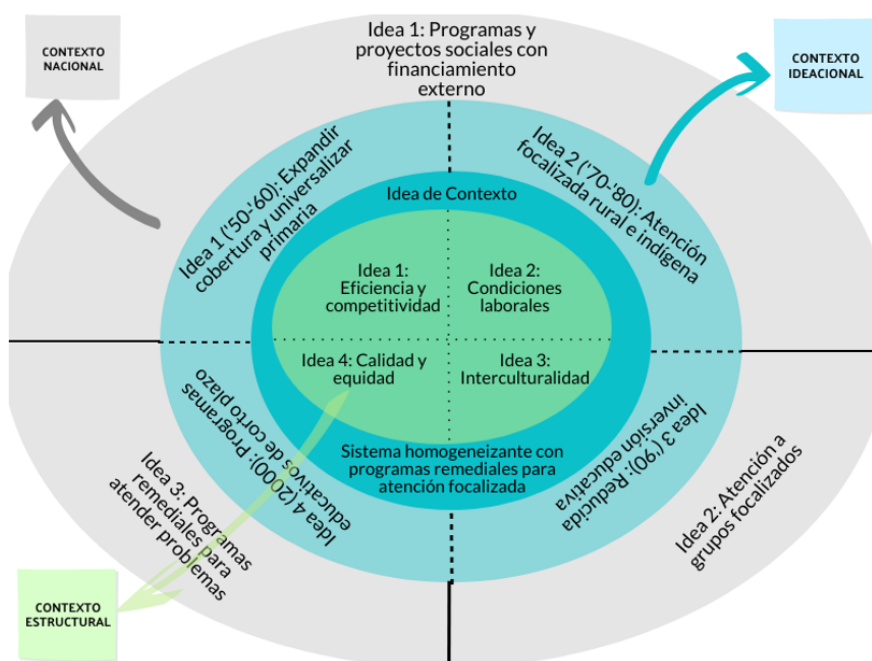 CONTEXTO
NACIONAL
Idea 1: Programas y
proyectos sociales con
financiamiento
externo
CONTEXTO
IDEACIONAL
Idea 1 ('50-'60): Expandir
cobertura y universalizar
primaria
Idea 2 ('70-'80): Atención
focalizada rural e
indígena
Idea de Contexto
Idea 1:
Eficiencia y
competitividad
Idea 2:
Condiciones
laborales
Idea 4: Calidad y
equidad
Idea 3:
Interculturalidad
Sistema homogeneizante con
programas remediales para
atención focalizada
Idea 4 (2000): Programas
educativos de corto plazo
Idea 3 ('90): Reducida
inversión educativa
Idea 3: Programas
remediales para
atender problemas
Idea 2: Atención a
grupos focalizados
CONTEXTO
ESTRUCTURAL